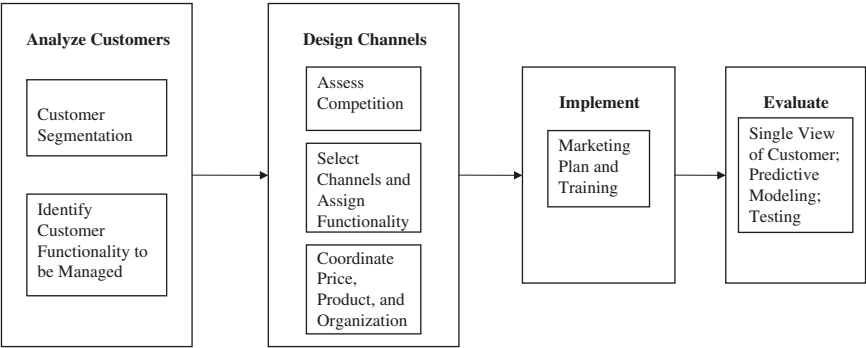 Analyze Customers
Customer
Segmentation
Identify
Customer
Functionality to
be Managed
Design Channels
Assess
Competition
Select
Channels and
Assign
Functionality
Coordinate
Price,
Product, and
Organization
Implement
Marketing
Plan and
Training
Evaluate
Single View
of Customer;
Predictive
Modeling;
Testing